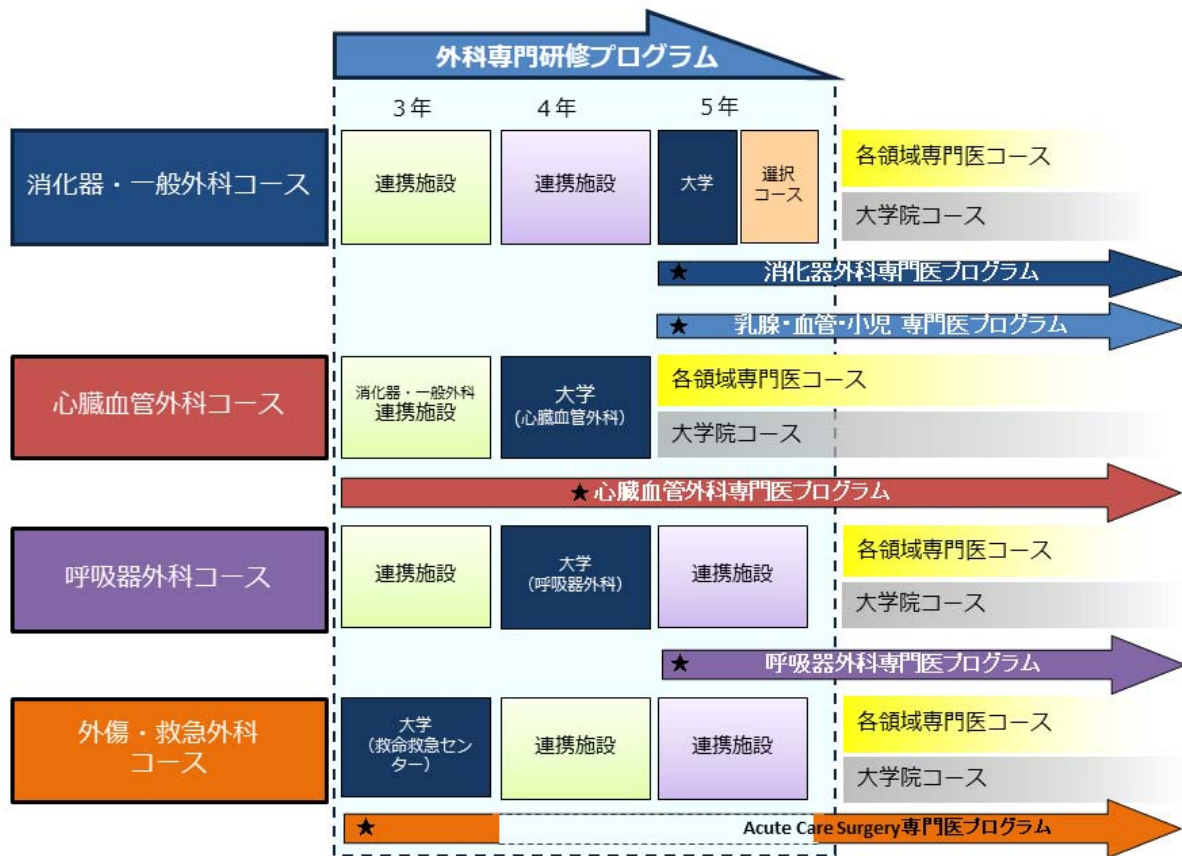 外科専門研修プログラム
3年
4年
5年
消化器・一般外科コース
連携施設
連携施設
大学
選択
コース
各領域専門医コース
大学院コース
★ 消化器外科専門医プログラム
★ 乳腺・血管・小児 専門医プログラム
心臓血管外科コース
消化器・一般外科
連携施設
大学
(心臓血管外科)
各領域専門医コース
大学院コース
★心臓血管外科専門医プログラム
呼吸器外科コース
連携施設
大学
(呼吸器外科)
連携施設
各領域専門医コース
大学院コース
★ 呼吸器外科専門医プログラム
外傷・救急外科
コース
大学
(救命救急セン
ター)
連携施設
連携施設
各領域専門医コース
大学院コース
★ Acute Care Surgery専門医プログラム